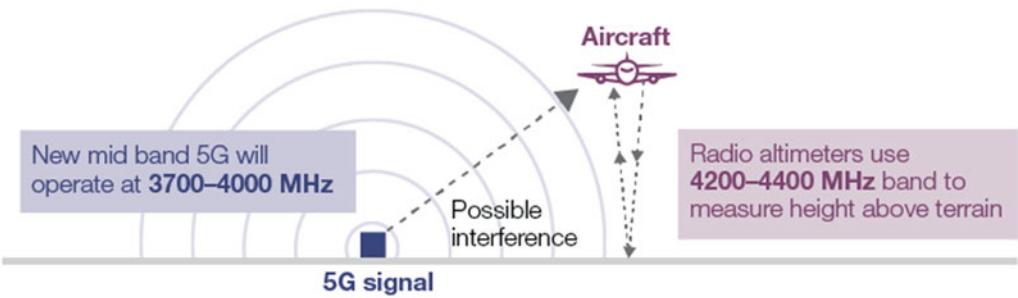 Aircraft
New mid band 5G will
operate at 3700–4000 MHz
Radio altimeters use
4200–4400 MHz band to
measure height above terrain
Possible
interference
5G signal